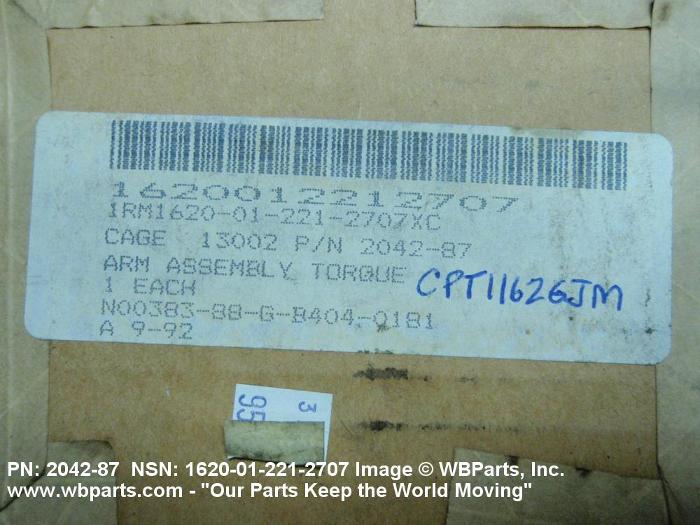 1620012212707
1RM1620-01-221-2707XC
CAGE 13002 P/N 2042-87
ARM ASSEMBLY TORQUE
1 EACH
CPT11626JM
N00383-88-G-B404-0181
A 9-92
3
95
PN: 2042-87 NSN: 1620-01-221-2707 Image © WBParts, Inc.
www.wbparts.com - "Our Parts Keep the World Moving"